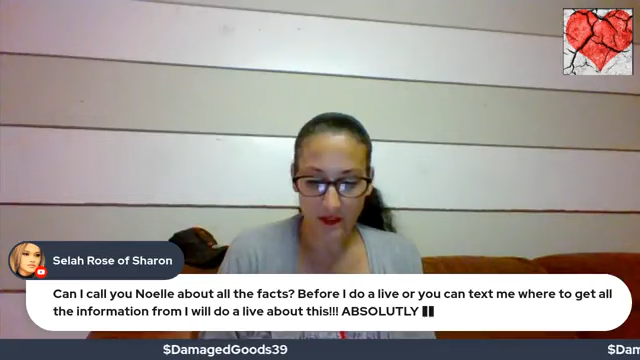 Selah Rose of Sharon
Can I call you Noelle about all the facts? Before I do a live or you can text me where to get all
the information from I will do a live about this!!! ABSOLUTLY
$DamagedGoods39
$Dam